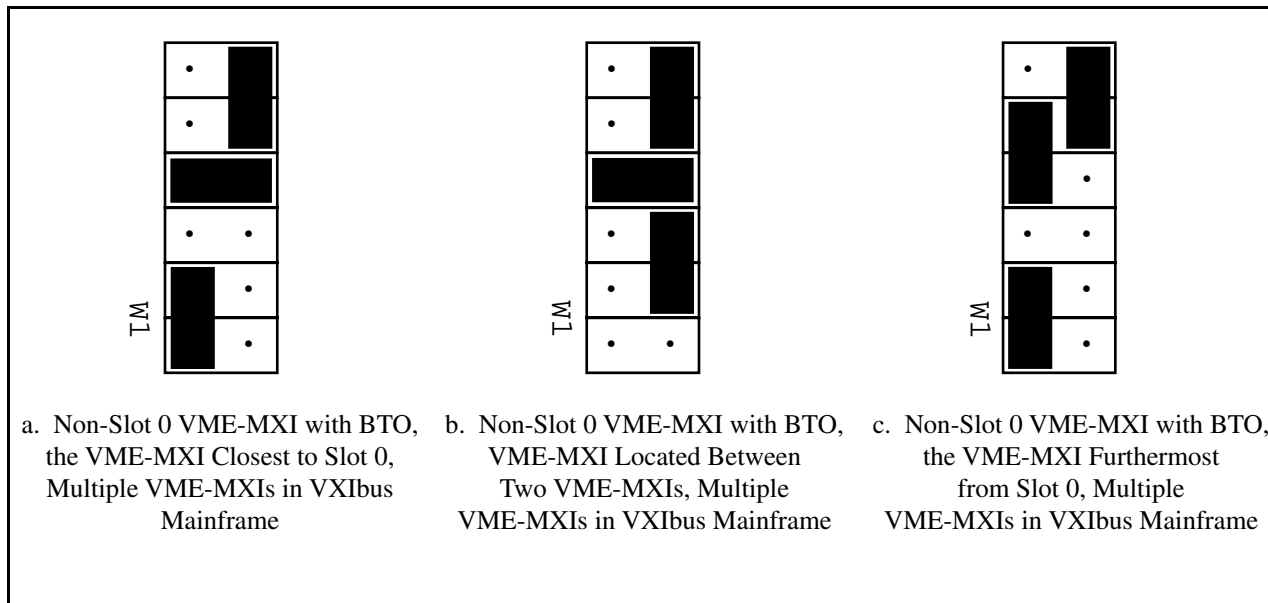 W1
W1
W1
a. Non-Slot 0 VME-MXI with BTO,
the VME-MXI Closest to Slot 0,
Multiple VME-MXIs in VXIbus
Mainframe
b. Non-Slot 0 VME-MXI with BTO,
VME-MXI Located Between
Two VME-MXIs, Multiple
VME-MXIs in VXIbus Mainframe
c. Non-Slot 0 VME-MXI with BTO,
the VME-MXI Furthermost
from Slot 0, Multiple
VME-MXIs in VXIbus Mainframe